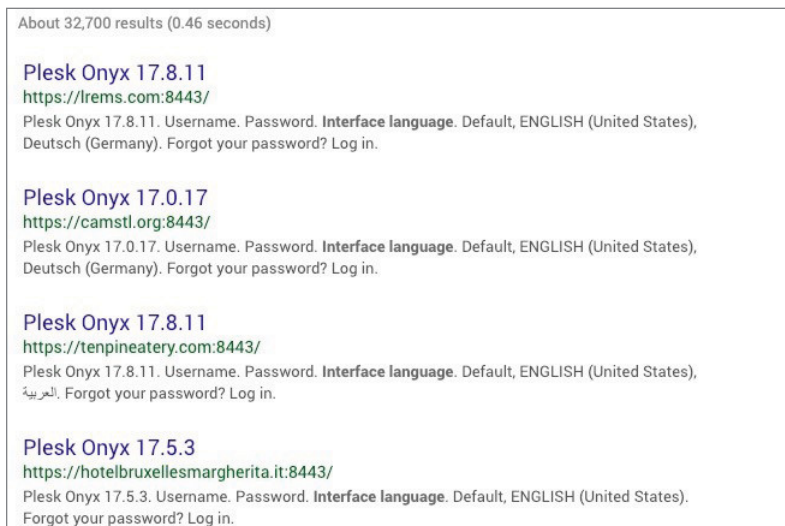 About 32,700 results (0.46 seconds)
Plesk Onyx 17.8.11
https://lrems.com:8443/
Plesk Onyx 17.8.11. Username. Password. Interface language. Default, ENGLISH (United States),
Deutsch (Germany). Forgot your password? Log in.
Plesk Onyx 17.0.17
https://camstl.org:8443/
Plesk Onyx 17.0.17. Username. Password. Interface language. Default, ENGLISH (United States),
Deutsch (Germany). Forgot your password? Log in.
Plesk Onyx 17.8.11
https://tenpineatery.com:8443/
Plesk Onyx 17.8.11. Username. Password. Interface language. Default, ENGLISH (United States),
العربية. Forgot your password? Log in.
Plesk Onyx 17.5.3
https://hotelbruxellesmargherita.it:8443/
Plesk Onyx 17.5.3. Username. Password. Interface language. Default, ENGLISH (United States).
Forgot your password? Log in.